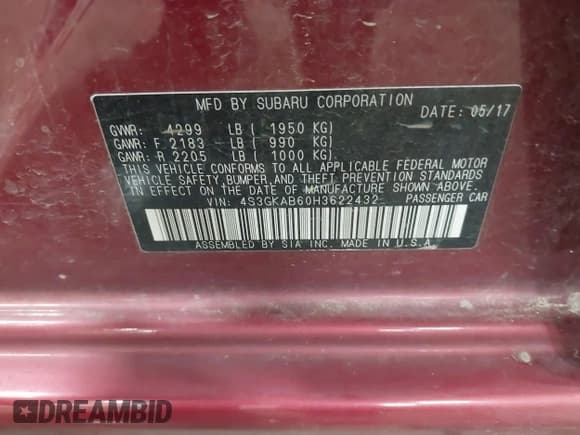 MFD BY SUBARU CORPORATION
DATE: 05/17
GVWR: 4299 LB ( 1950 KG)
GAWR: F 2183 LB ( 990 KG)
GAWR: R 2205 LB ( 1000 KG)
THIS VEHICLE CONFORMS TO ALL APPLICABLE FEDERAL MOTOR
VEHICLE SAFETY, BUMPER, AND THEFT PREVENTION STANDARDS
IN EFFECT ON THE DATE OF MANUFACTURE SHOWN ABOVE.
VIN: 4S3GKAB60H3622432 PASSENGER CAR
ASSEMBLED BY SIA INC. MADE IN U.S.A.
DREAMBID